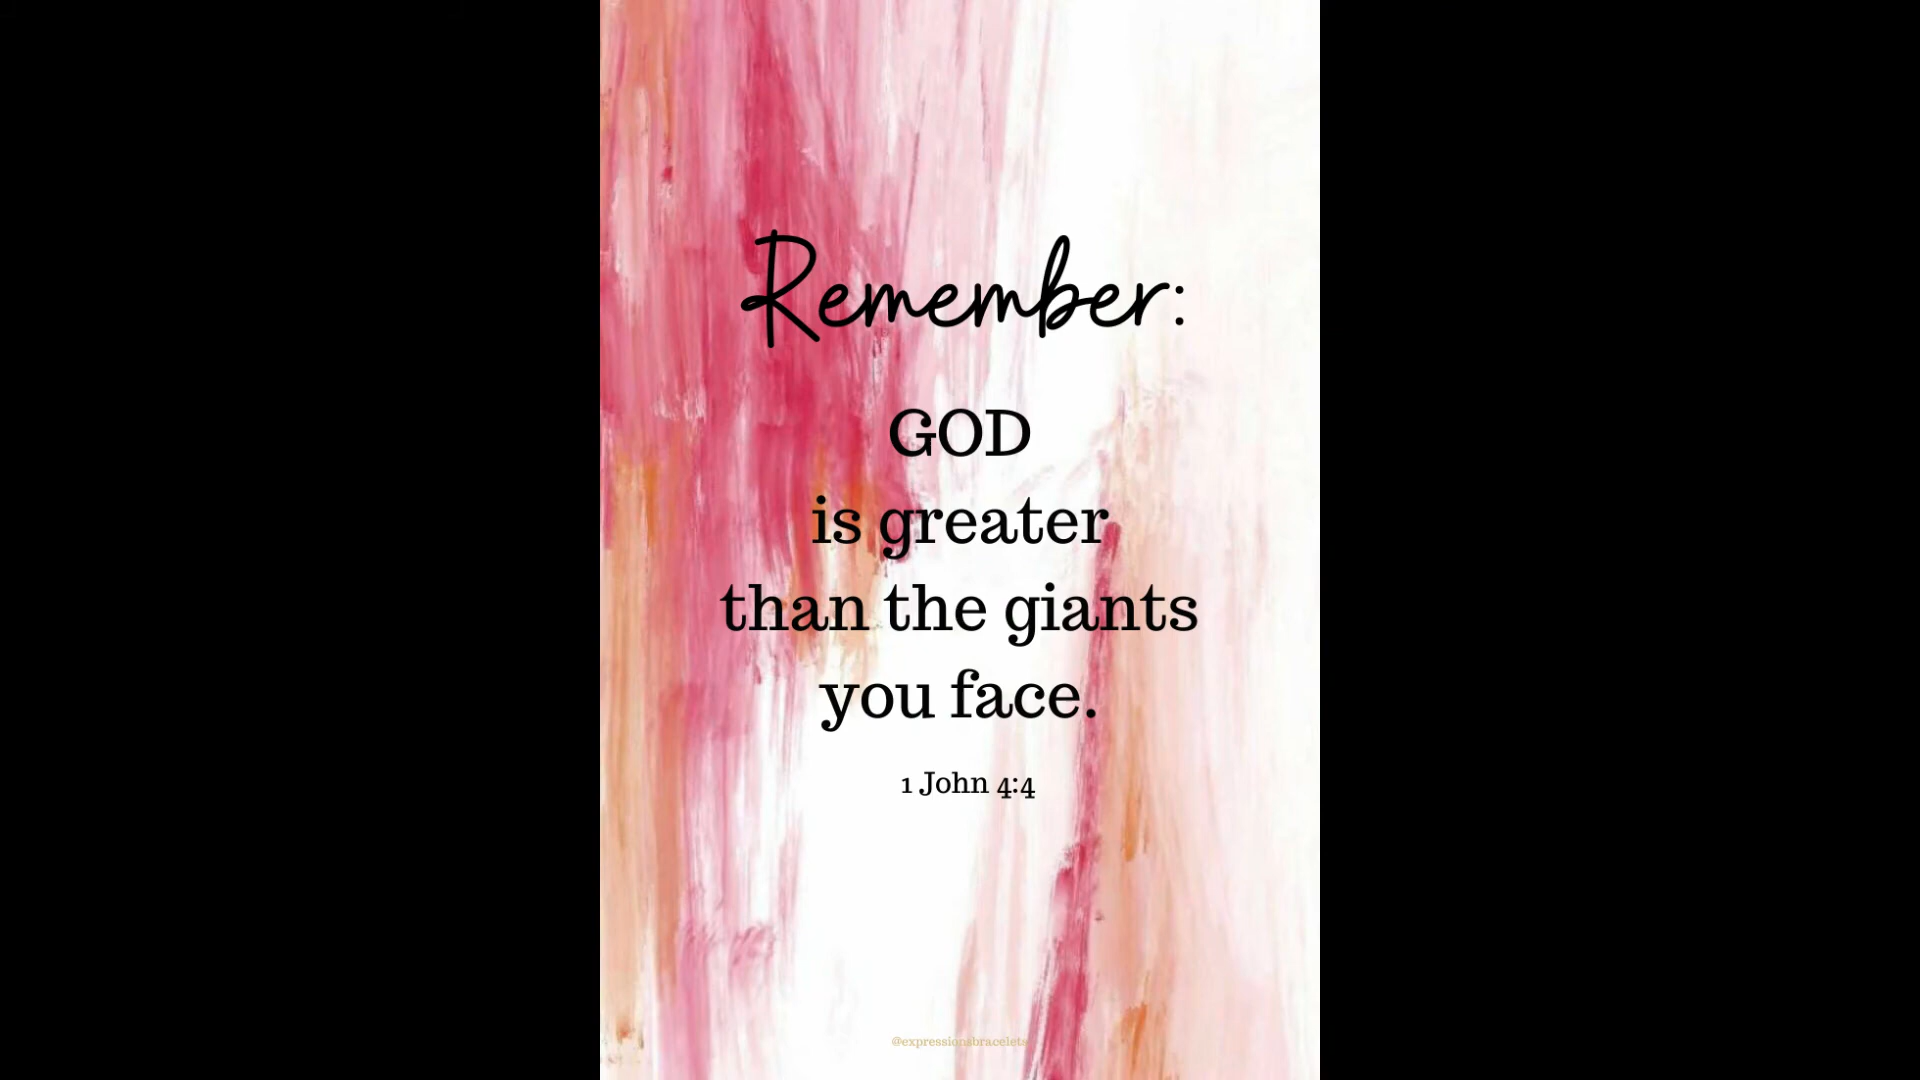 Remember:
GOD
is greater
than the giants
you face.
1 John 4:4
@expressionsbracelets